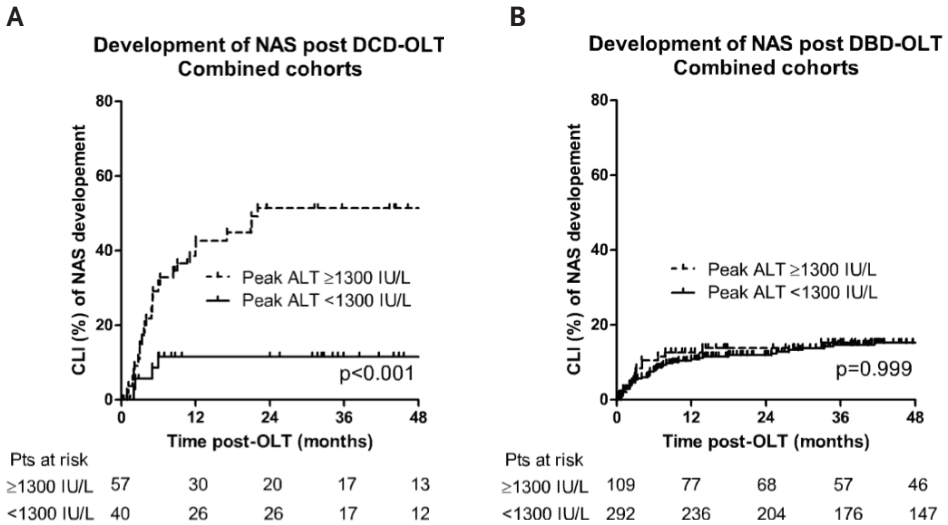 A
Development of NAS post DCD-OLT
Combined cohorts
CLI (%) of NAS developement
80
60
40
20
0
Peak ALT ≥1300 IU/L
Peak ALT <1300 IU/L
p<0.001
0 12 24 36 48
Time post-OLT (months)
Pts at risk
≥1300 IU/L 57 30 20 17 13
<1300 IU/L 40 26 26 17 12
B
Development of NAS post DBD-OLT
Combined cohorts
CLI (%) of NAS developement
80
60
40
20
0
Peak ALT ≥1300 IU/L
Peak ALT <1300 IU/L
p=0.999
0 12 24 36 48
Time post-OLT (months)
Pts at risk
≥1300 IU/L 109 77 68 57 46
<1300 IU/L 292 236 204 176 147